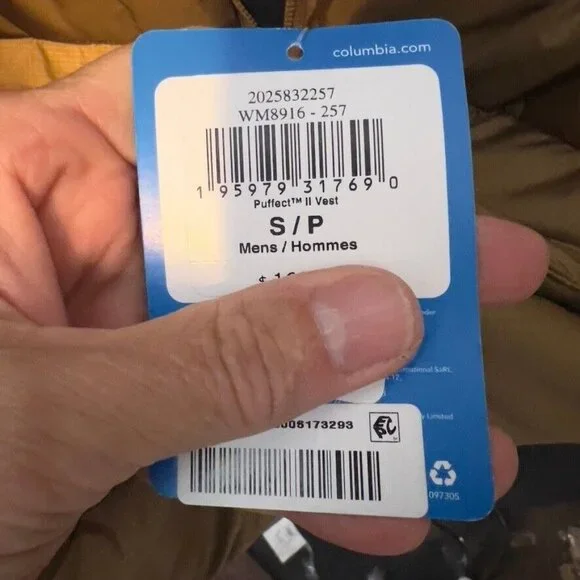 columbia.com
2025832257
WM8916 - 257
1 95979 31769 0
Puffect™ II Vest
S / P
Mens / Hommes
097305